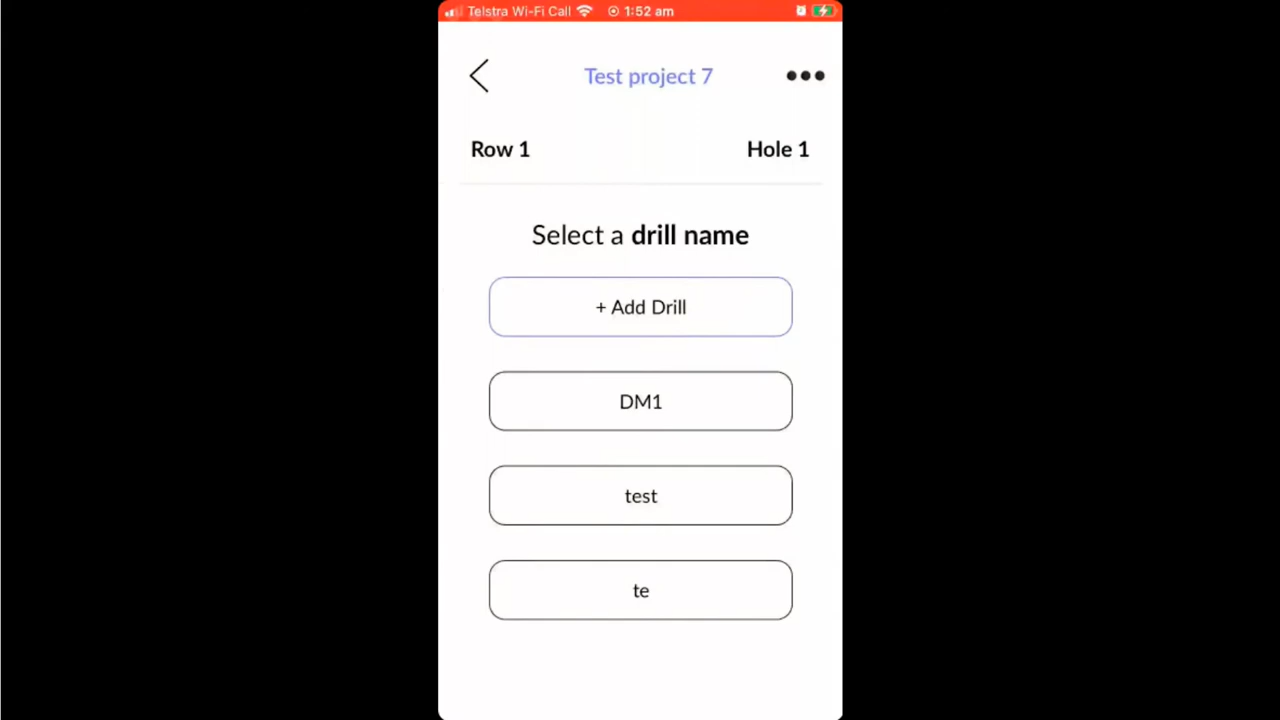 Telstra Wi-Fi Call 1:52 am
Test project 7
Row 1 Hole 1
Select a drill name
+ Add Drill
DM1
test
te